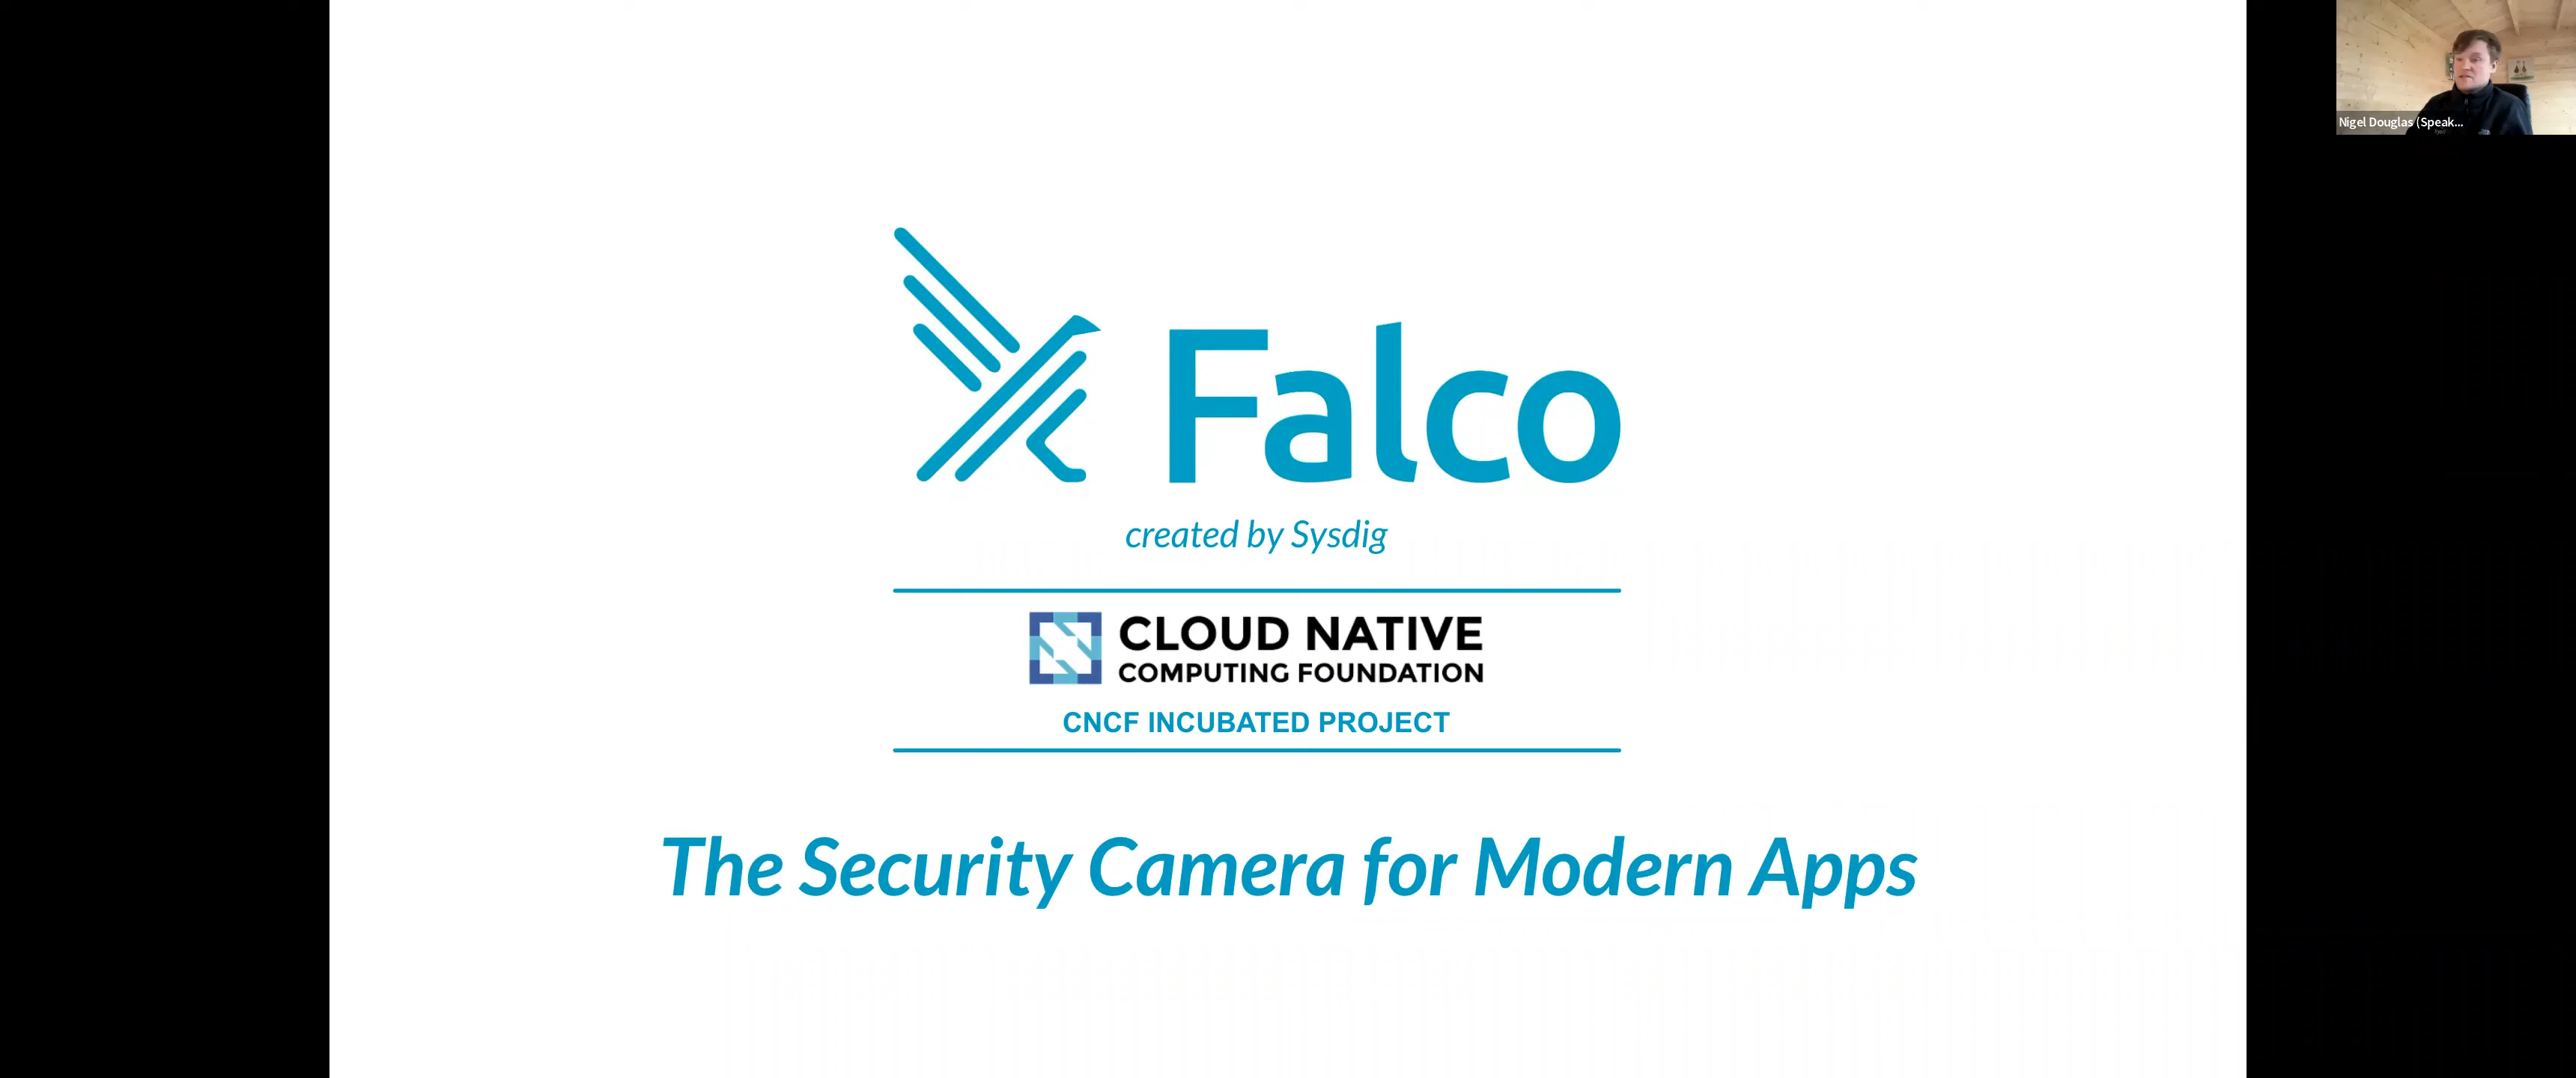 Nigel Douglas (Speak...
Falco
created by Sysdig
CLOUD NATIVE
COMPUTING FOUNDATION
CNCF INCUBATED PROJECT
The Security Camera for Modern Apps